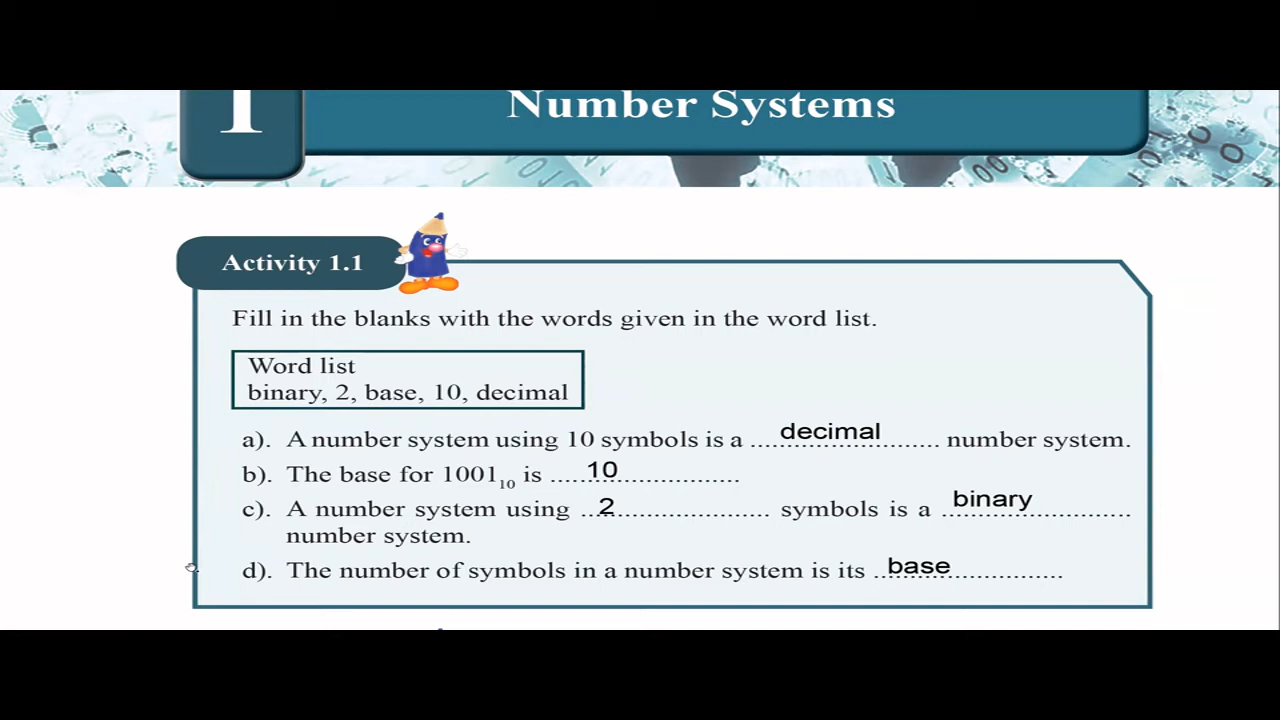 1
Number Systems
Activity 1.1
Fill in the blanks with the words given in the word list.
Word list
binary, 2, base, 10, decimal
a). A number system using 10 symbols is a ....decimal........ number system.
b). The base for 1001₁₀ is .....10...............
c). A number system using ..2.................. symbols is a .binary..............
number system.
d). The number of symbols in a number system is its ..base...............